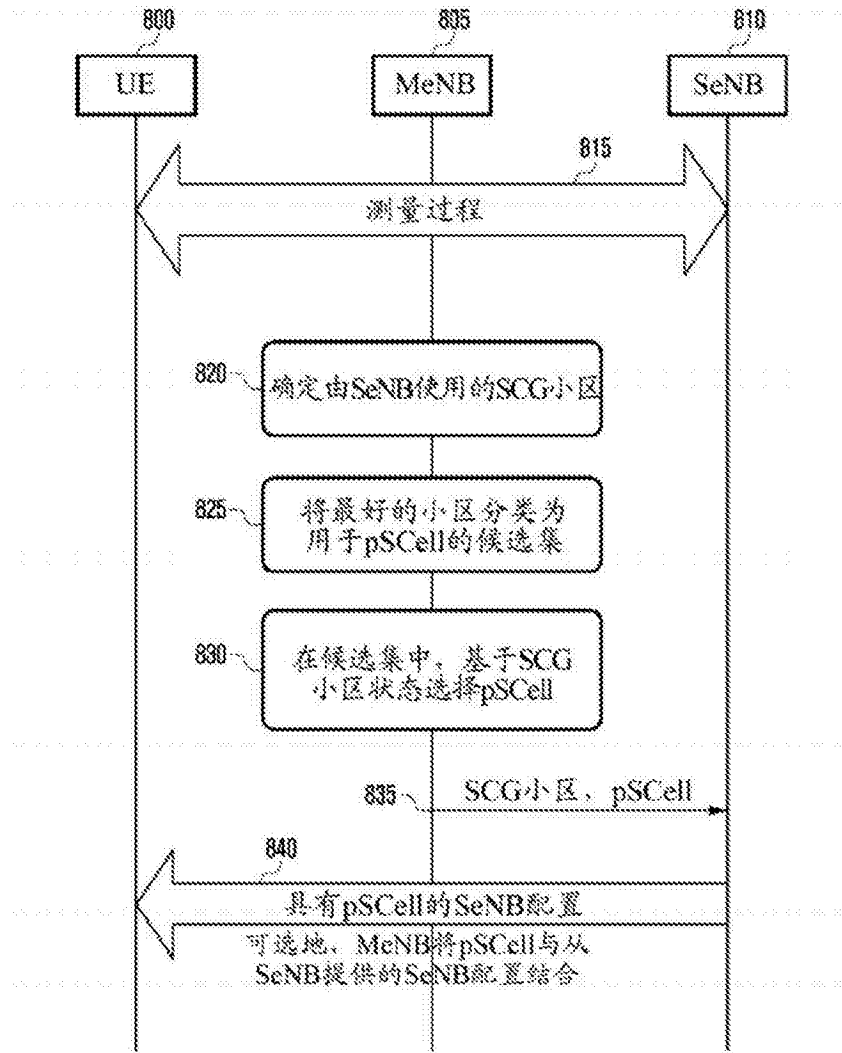 800
805
810
UE
MeNB
SeNB
815
测量过程
820
确定由SeNB使用的SCG小区
825
将最好的小区分类为
用于pSCell的候选集
830
在候选集中，基于SCG
小区状态选择pSCell
835
SCG小区，pSCell
840
具有pSCell的SeNB配置
可选地，MeNB将pSCell与从
SeNB提供的SeNB配置结合